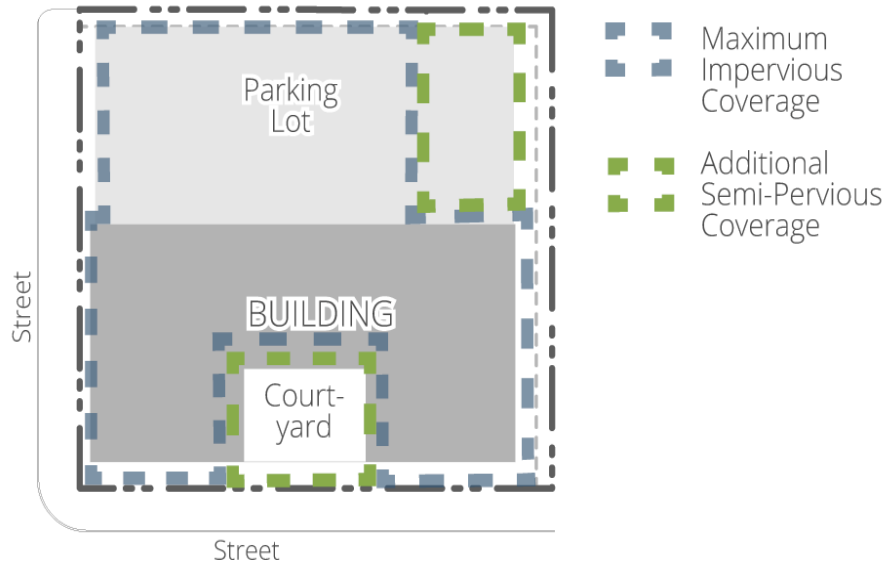 Parking
Lot
BUILDING
Court-
yard
Street
Street
Maximum
Impervious
Coverage
Additional
Semi-Pervious
Coverage